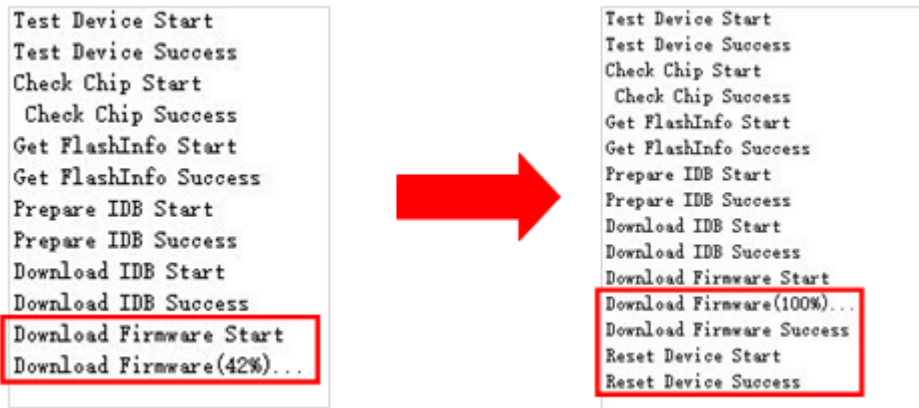 Test Device Start
Test Device Success
Check Chip Start
Check Chip Success
Get FlashInfo Start
Get FlashInfo Success
Prepare IDB Start
Prepare IDB Success
Download IDB Start
Download IDB Success
Download Firmware Start
Download Firmware(42%)...
Test Device Start
Test Device Success
Check Chip Start
Check Chip Success
Get FlashInfo Start
Get FlashInfo Success
Prepare IDB Start
Prepare IDB Success
Download IDB Start
Download IDB Success
Download Firmware Start
Download Firmware(100%)...
Download Firmware Success
Reset Device Start
Reset Device Success